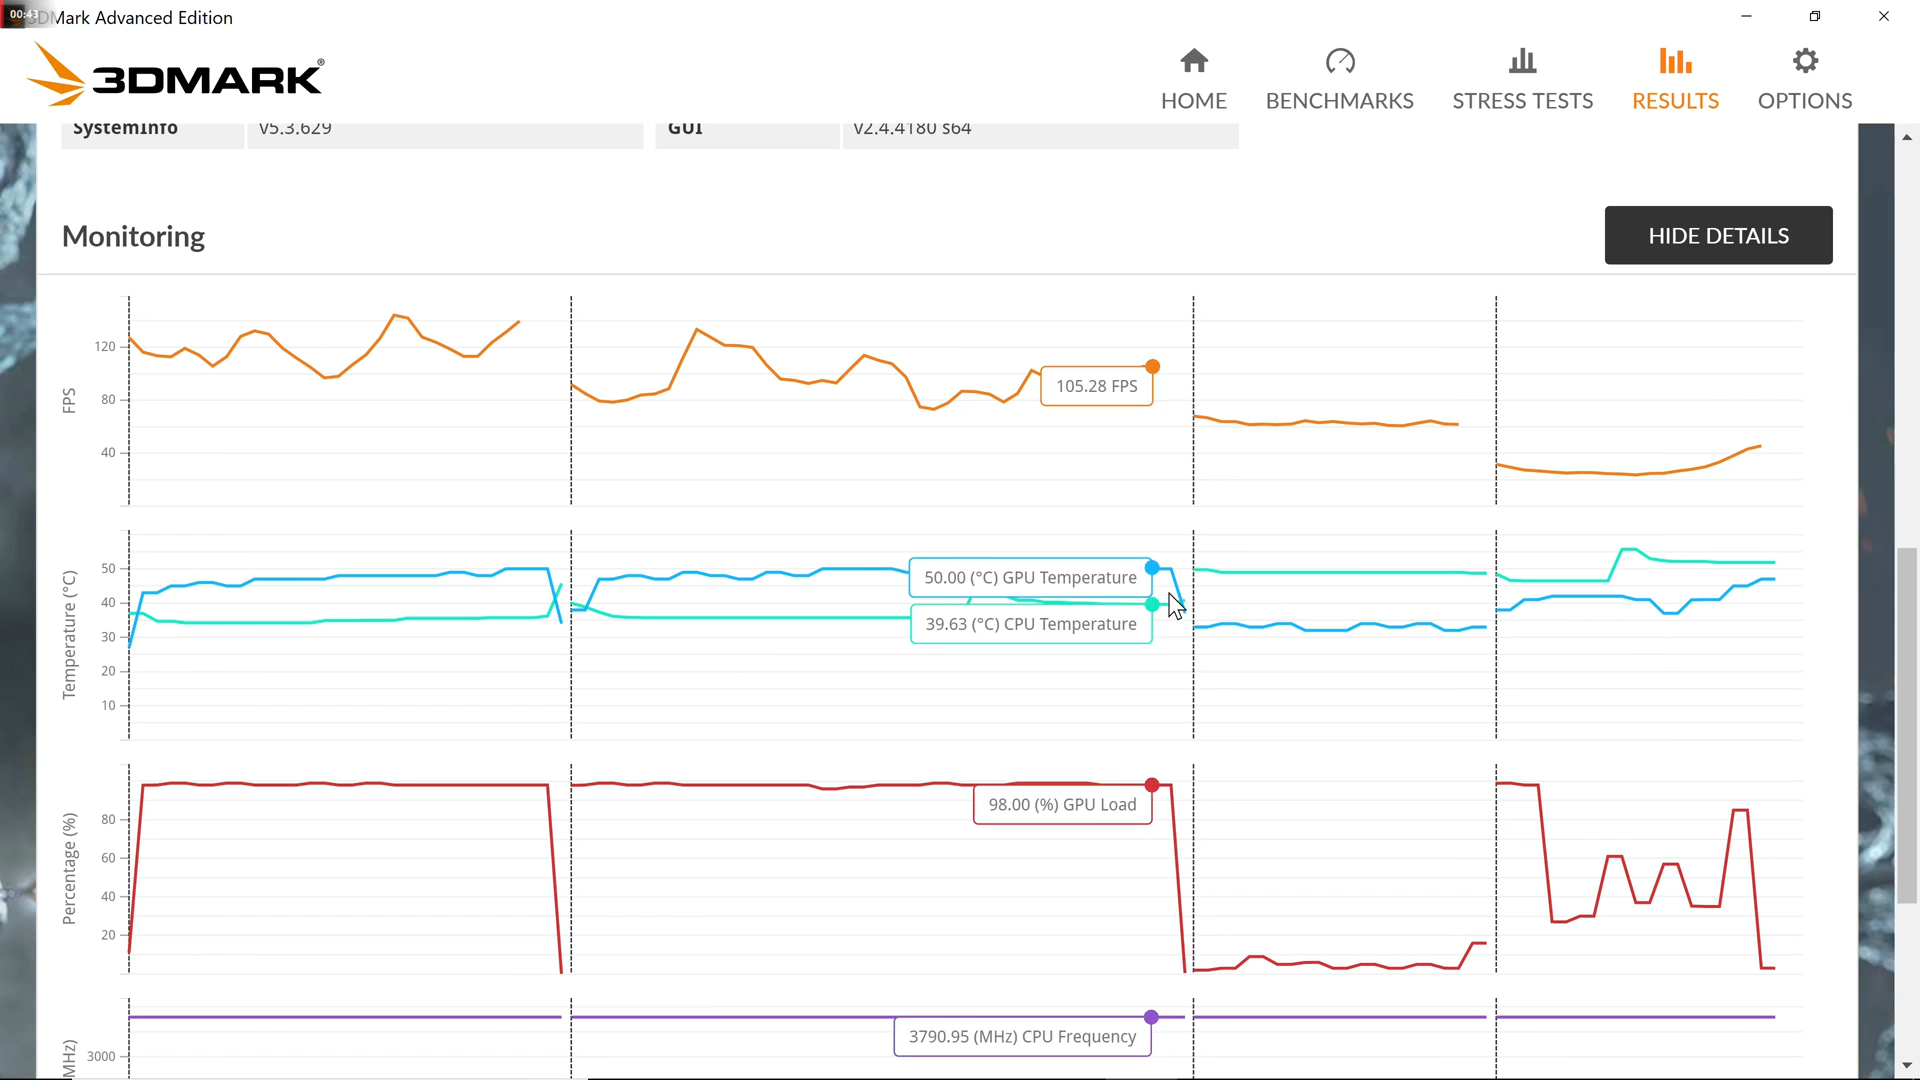 00:43
3DMark Advanced Edition
3DMARK®
HOME
BENCHMARKS
STRESS TESTS
RESULTS
OPTIONS
SystemInfo
v5.3.629
GUI
v2.4.4180 s64
Monitoring
HIDE DETAILS
FPS
120
80
40
105.28 FPS
Temperature (°C)
50
40
30
20
10
50.00 (°C) GPU Temperature
39.63 (°C) CPU Temperature
Percentage (%)
80
60
40
20
98.00 (%) GPU Load
MHz)
3000
3790.95 (MHz) CPU Frequency